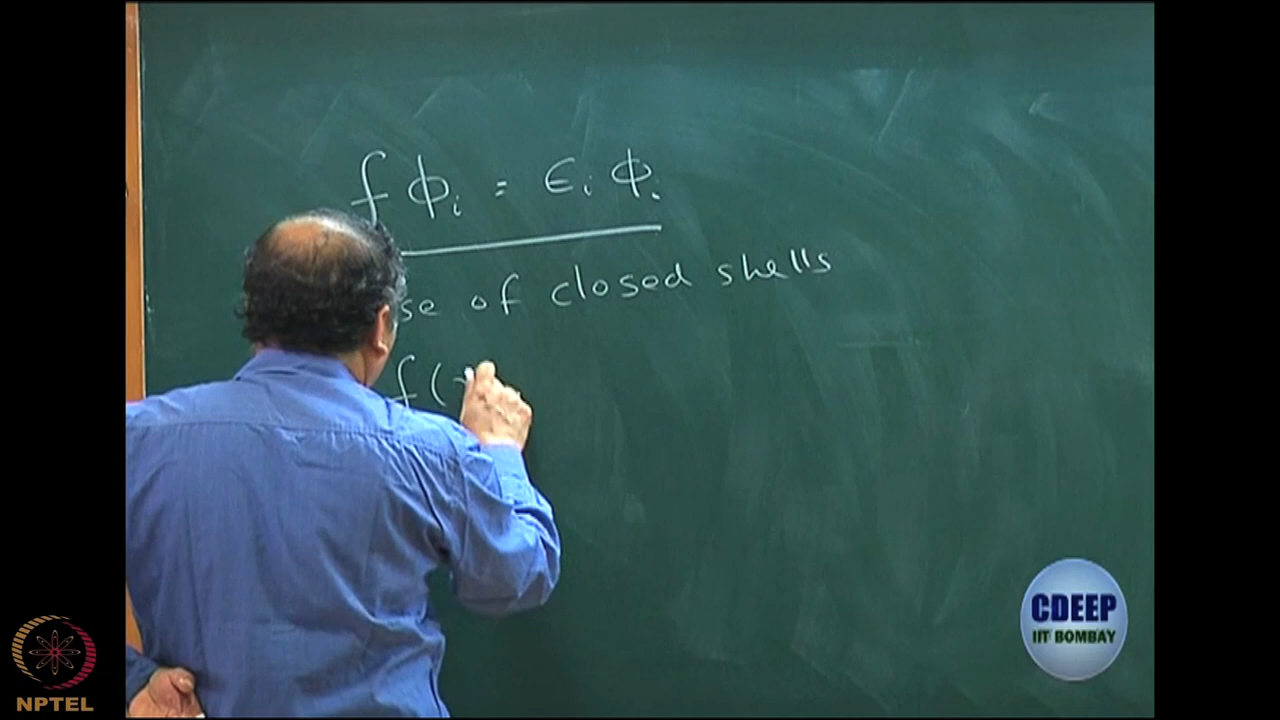 f ϕᵢ = ϵᵢ ϕᵢ
se of closed shells
f(
CDEEP
IIT BOMBAY
NPTEL